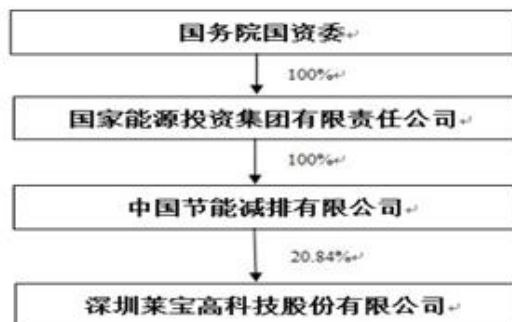 国务院国资委
100%
国家能源投资集团有限责任公司
100%
中国节能减排有限公司
20.84%
深圳莱宝高科技股份有限公司